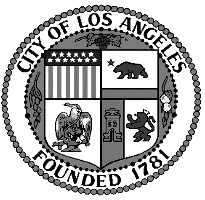 CITY OF LOS ANGELES
FOUNDED 1781